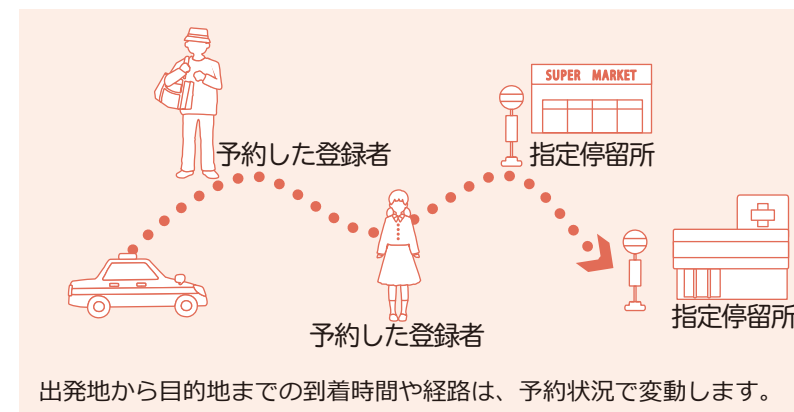 SUPER MARKET
予約した登録者
指定停留所
予約した登録者
指定停留所
出発地から目的地までの到着時間や経路は、予約状況で変動します。